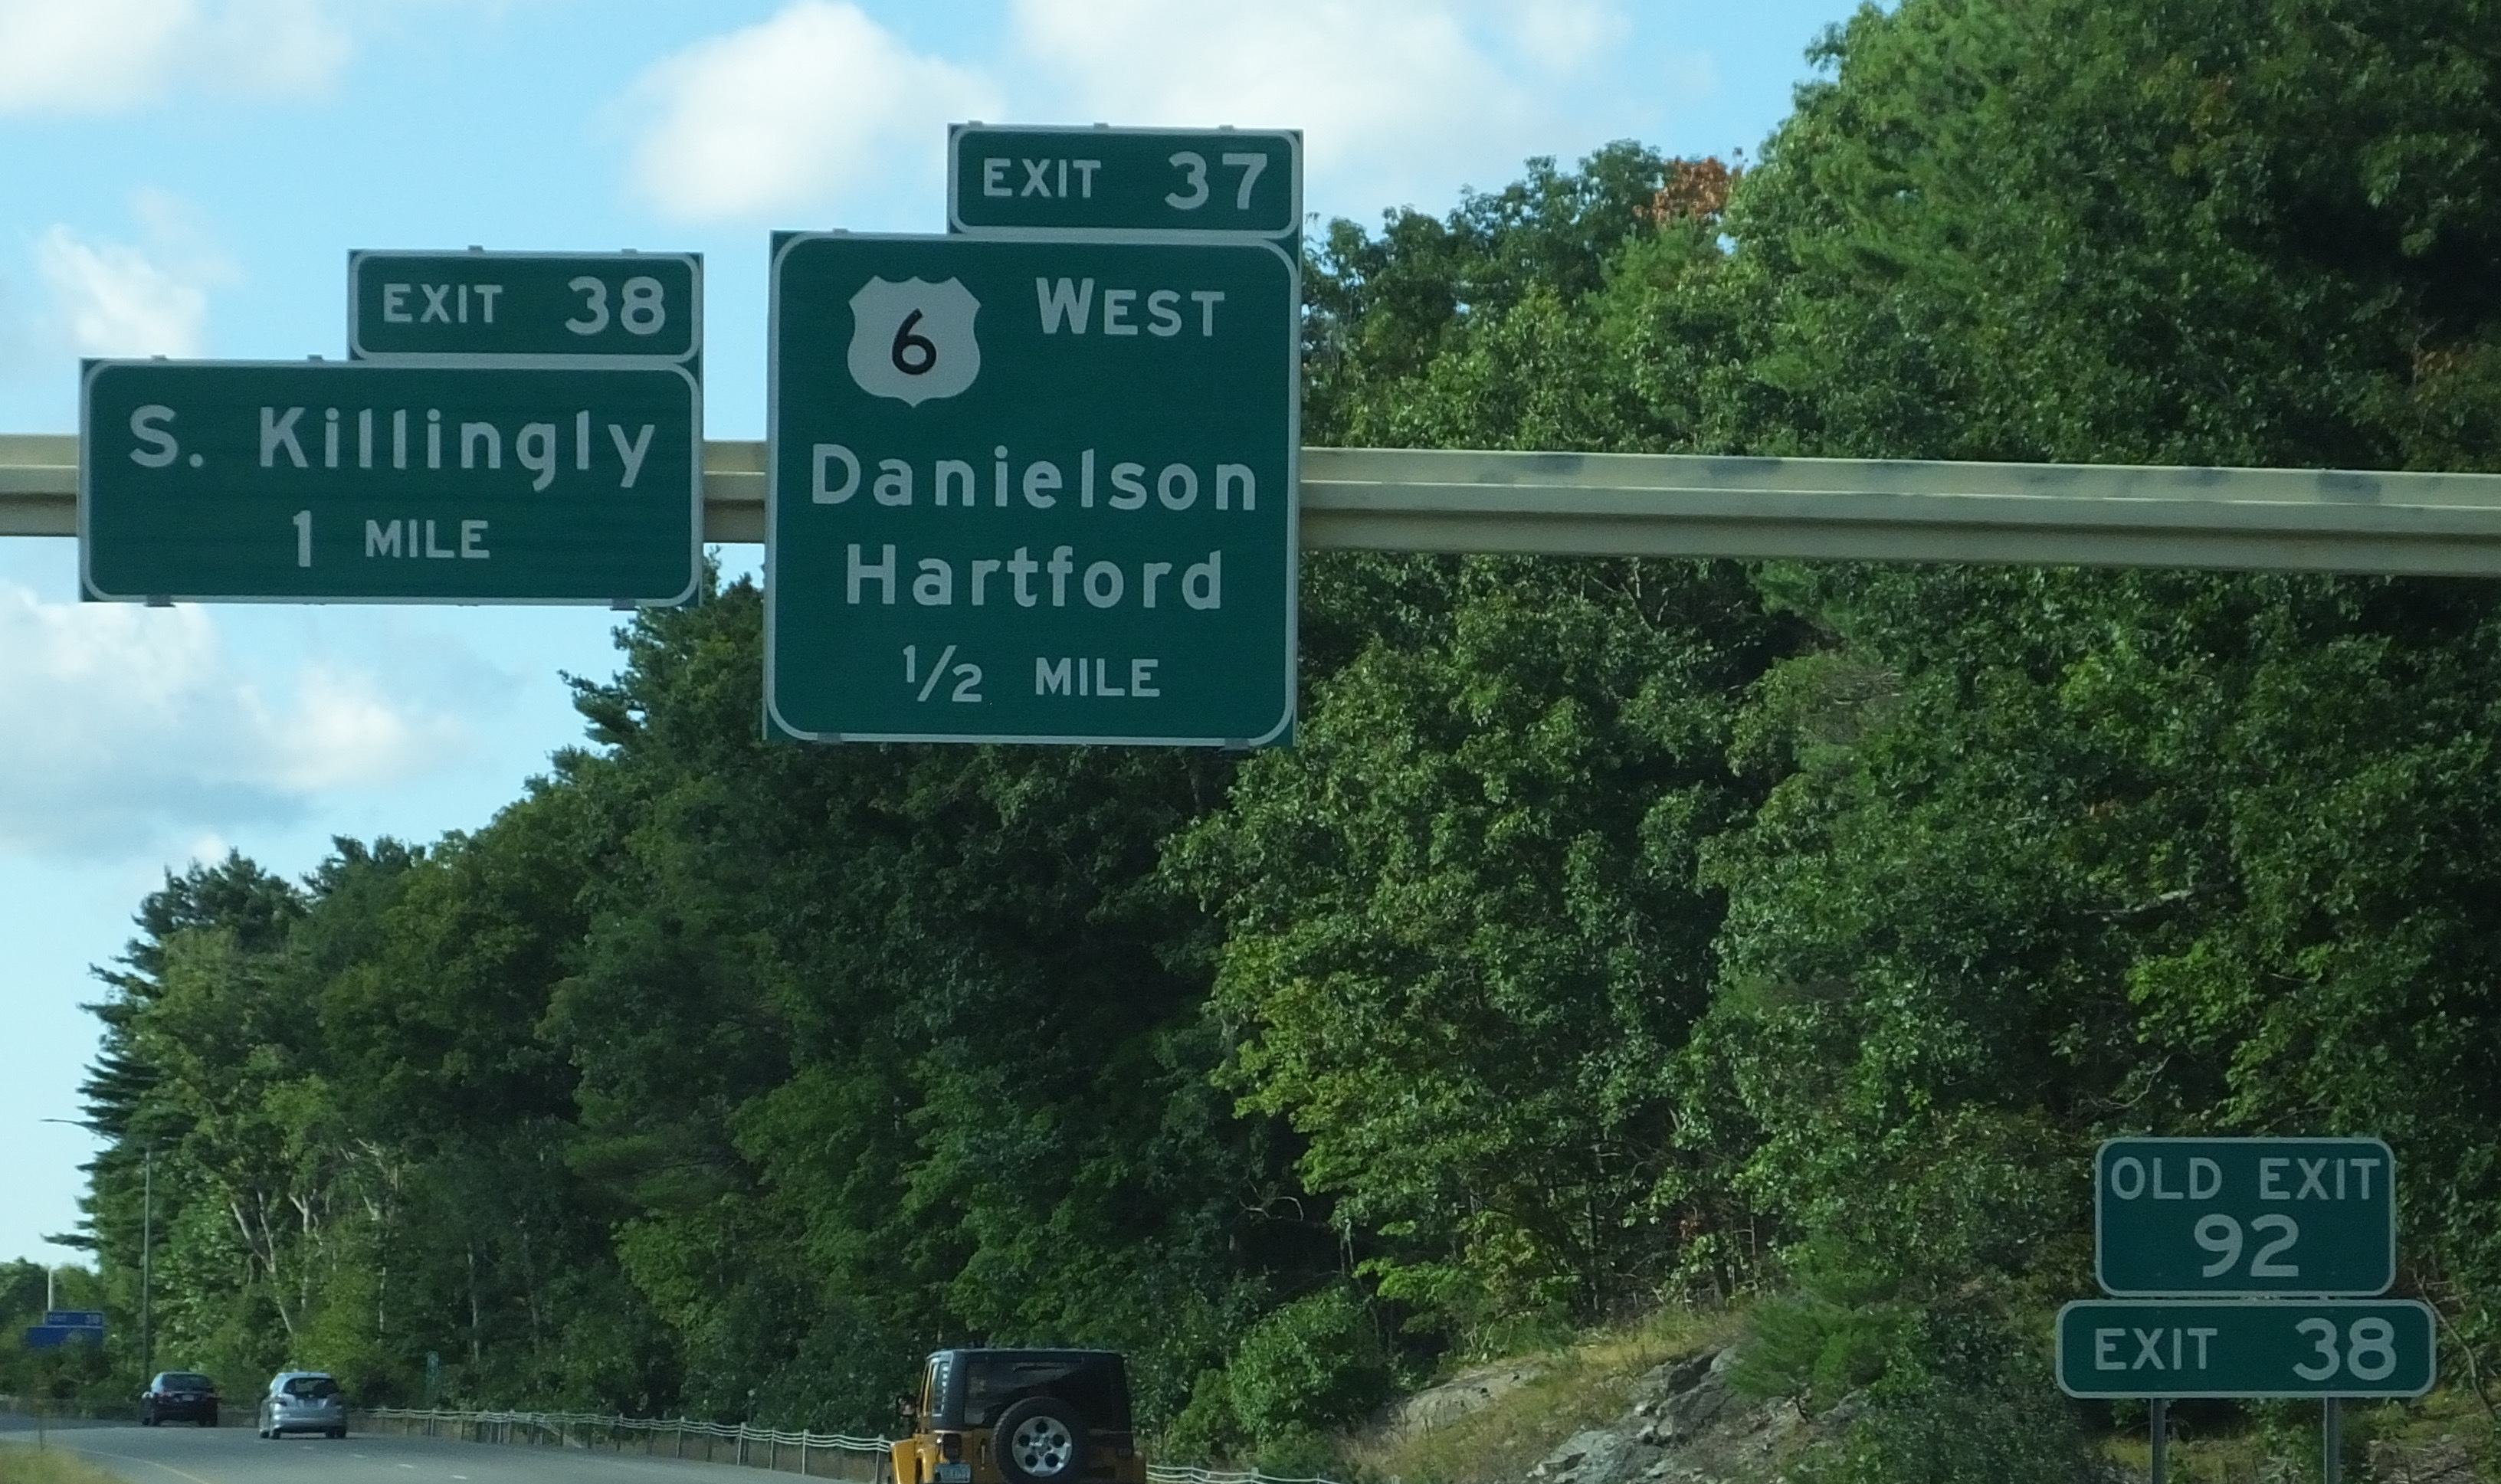 EXIT 38
S. Killingly
1 MILE
EXIT 37
6 WEST
Danielson
Hartford
1/2 MILE
OLD EXIT
92
EXIT 38